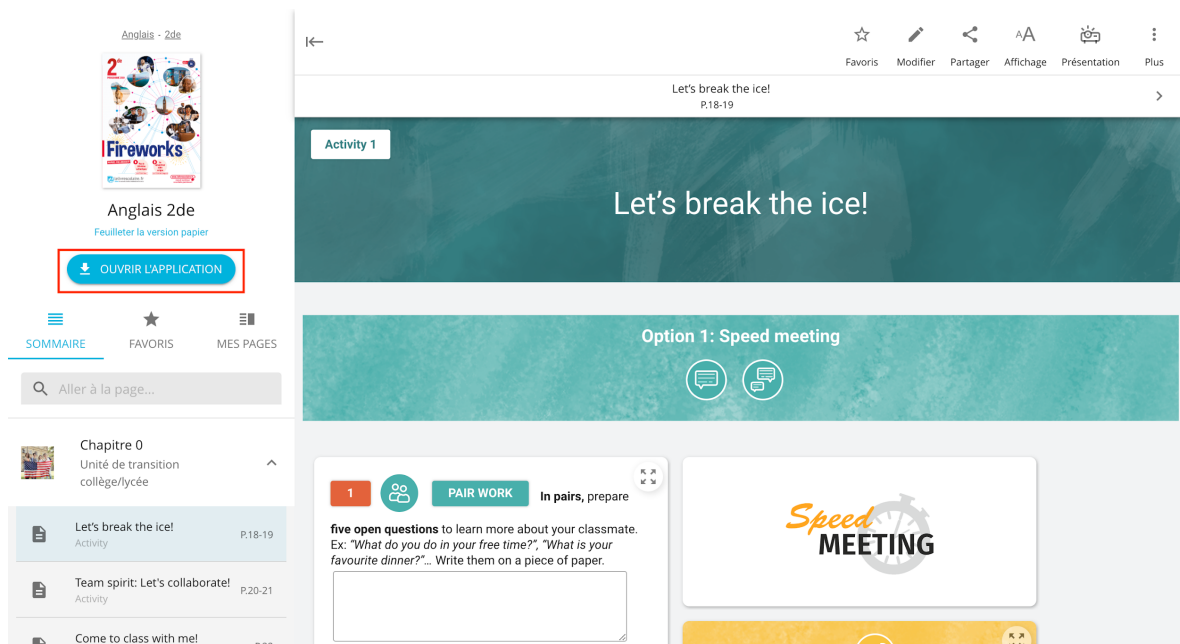 Anglais - 2de
2de
Fireworks
lelivrescolaire.fr
Anglais 2de
Feuilleter la version papier
OUVRIR L'APPLICATION
SOMMAIRE
FAVORIS
MES PAGES
Aller à la page...
Chapitre 0
Unité de transition
collège/lycée
Let's break the ice!
Activity
P.18-19
Team spirit: Let's collaborate!
Activity
P.20-21
Come to class with me!
Favoris
Modifier
Partager
AA
Affichage
Présentation
Plus
Let's break the ice!
P.18-19
Activity 1
Let's break the ice!
Option 1: Speed meeting
1 PAIR WORK In pairs, prepare
five open questions to learn more about your classmate.
Ex: "What do you do in your free time?", "What is your
favourite dinner?"... Write them on a piece of paper.
Speed
MEETING